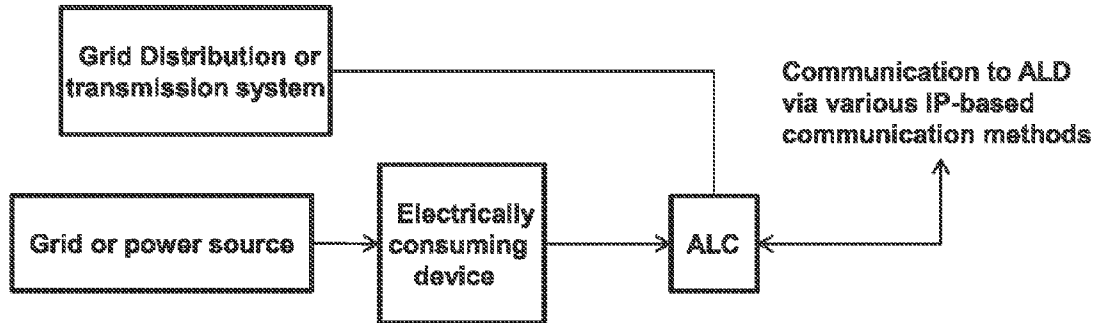 Grid Distribution or
transmission system
Communication to ALD
via various IP-based
communication methods
Grid or power source
Electrically
consuming
device
ALC